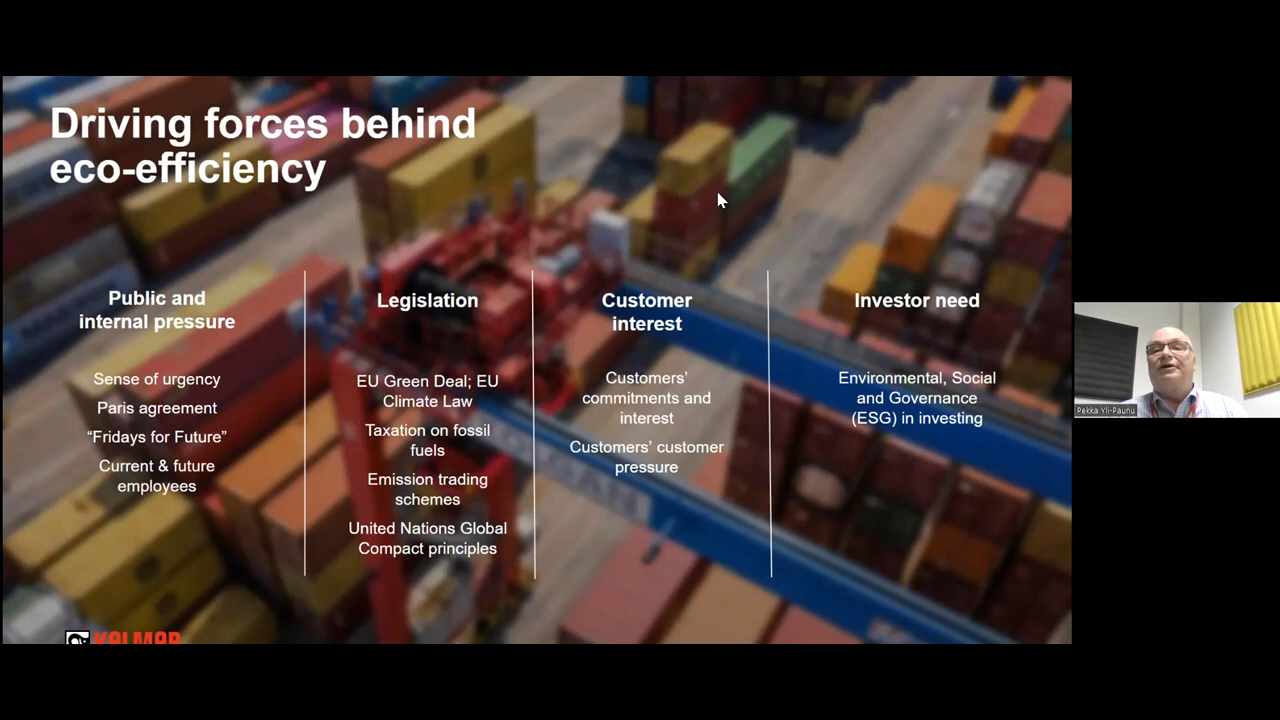 Driving forces behind
eco-efficiency
Public and
internal pressure
Sense of urgency
Paris agreement
“Fridays for Future”
Current & future
employees
Legislation
EU Green Deal; EU
Climate Law
Taxation on fossil
fuels
Emission trading
schemes
United Nations Global
Compact principles
Customer
interest
Customers’
commitments and
interest
Customers’ customer
pressure
Investor need
Environmental, Social
and Governance
(ESG) in investing
KALMAR
Pekka Yli-Paunu